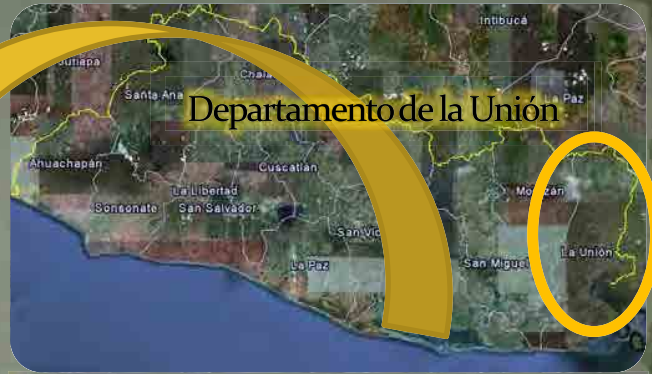 Intibucá
Jutiapa
Chala
Santa Ana
La Paz
Departamento de la Unión
Ahuachapán
Cuscatlán
La Libertad
Morazán
Sonsonate
San Salvador
San Vic
La Unión
La Paz
San Miguel